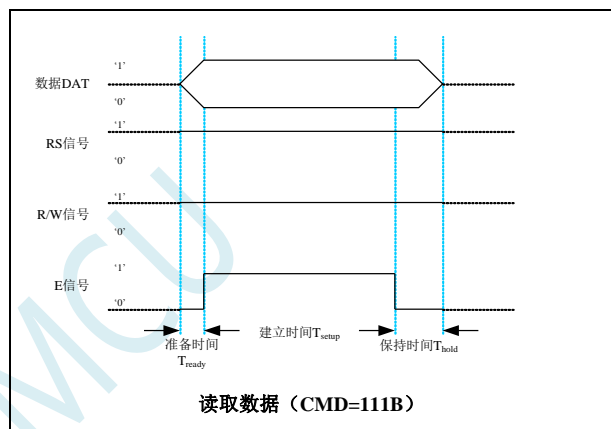 ‘1’
数据DAT
‘0’
‘1’
RS信号
‘0’
‘1’
R/W信号
‘0’
‘1’
E信号
‘0’
准备时间
Tready
建立时间Tsetup
保持时间Thold
读取数据（CMD=111B）
MCU